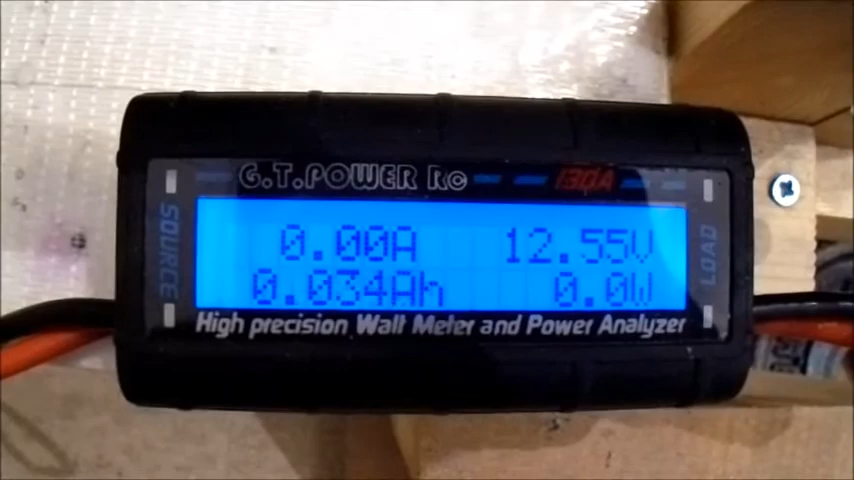 G.T.POWER RC 130A
SOURCE
0.00A 12.55V
0.034Ah 0.0W
LOAD
High precision Watt Meter and Power Analyzer